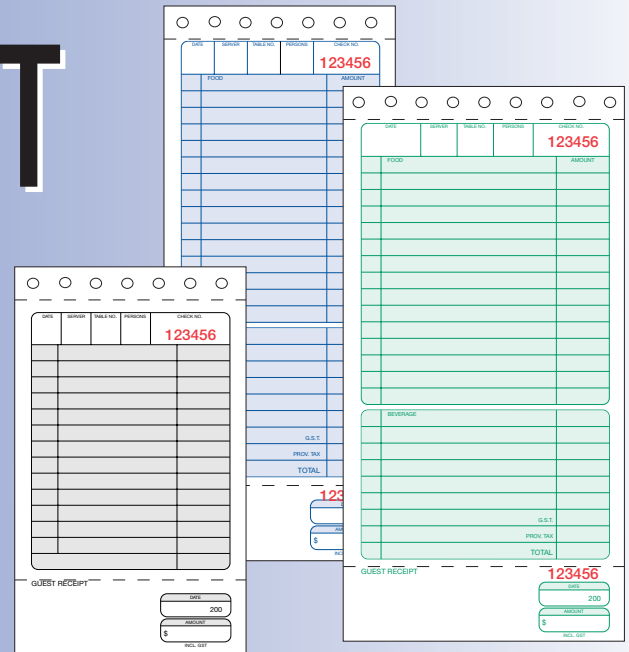 T
DATE SERVER TABLE NO. PERSONS CHECK NO.
123456
FOOD AMOUNT
G.S.T.
PROV. TAX
TOTAL
123
$
DATE SERVER TABLE NO. PERSONS CHECK NO.
123456
FOOD AMOUNT
BEVERAGE
G.S.T.
PROV. TAX
TOTAL
GUEST RECEIPT 123456
DATE
200
AMOUNT
$
INCL. GST
DATE SERVER TABLE NO. PERSONS CHECK NO.
123456
GUEST RECEIPT
DATE
200
AMOUNT
$
INCL. GST